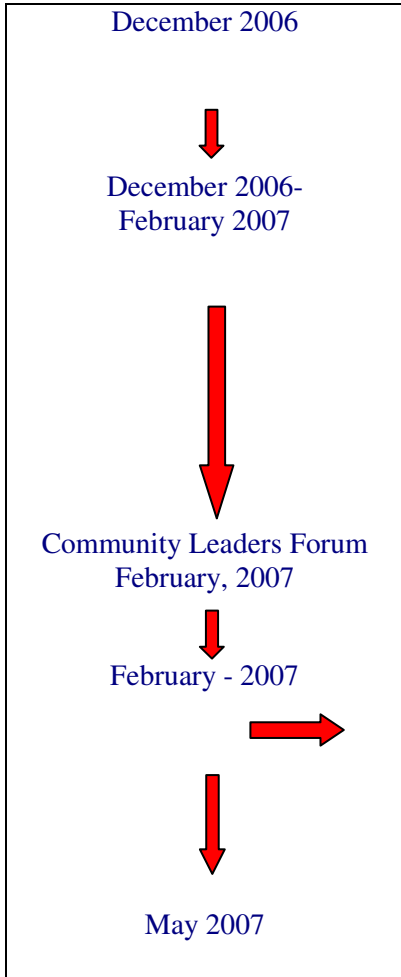 December 2006
December 2006-
February 2007
Community Leaders Forum
February, 2007
February - 2007
May 2007